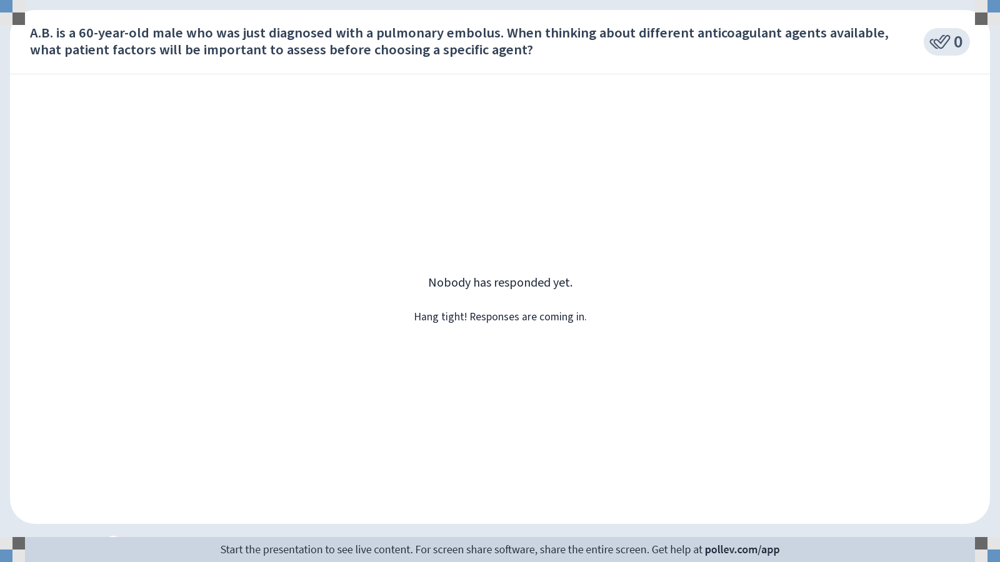 A.B. is a 60-year-old male who was just diagnosed with a pulmonary embolus. When thinking about different anticoagulant agents available,
what patient factors will be important to assess before choosing a specific agent?
0
Nobody has responded yet.
Hang tight! Responses are coming in.
Start the presentation to see live content. For screen share software, share the entire screen. Get help at pollev.com/app